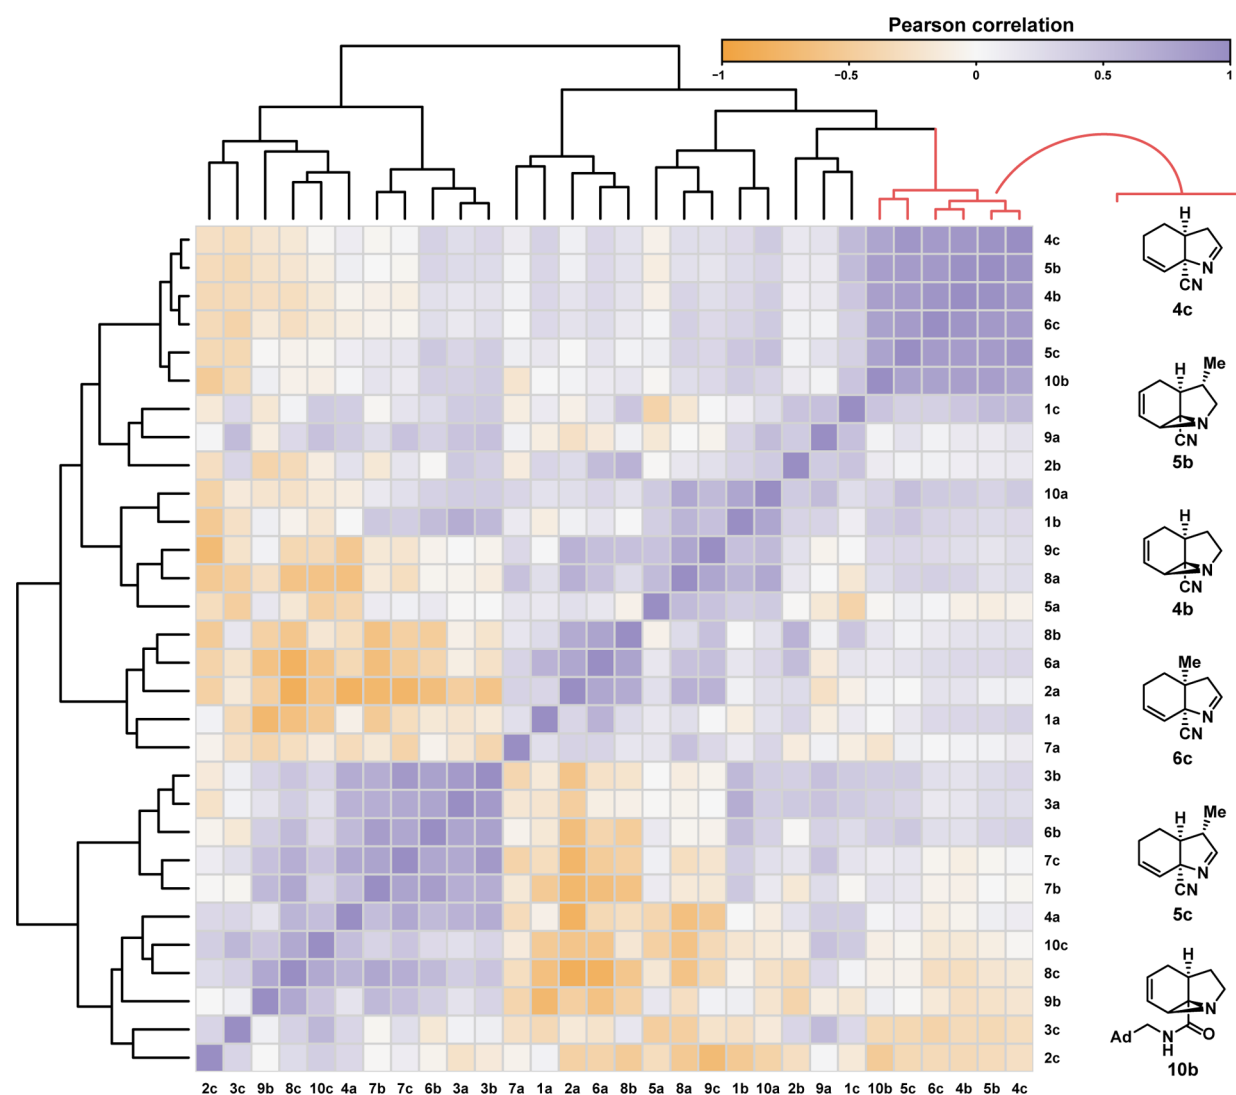 Pearson correlation
−1 −0.5 0 0.5 1
4c
5b
4b
6c
5c
10b
1c
9a
2b
10a
1b
9c
8a
5a
8b
6a
2a
1a
7a
3b
3a
6b
7c
7b
4a
10c
8c
9b
3c
2c
2c 3c 9b 8c 10c 4a 7b 7c 6b 3a 3b 7a 1a 2a 6a 8b 5a 8a 9c 1b 10a 2b 9a 1c 10b 5c 6c 4b 5b 4c
H
N
CN
4c
Me
H
N
CN
5b
H
N
CN
4b
Me
N
CN
6c
Me
H
N
CN
5c
H
N
Ad N O
H
10b